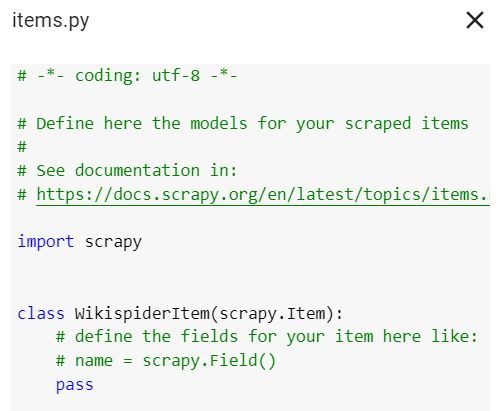 items.py
# -*- coding: utf-8 -*-
# Define here the models for your scraped items
#
# See documentation in:
# https://docs.scrapy.org/en/latest/topics/items.
import scrapy
class WikispiderItem(scrapy.Item):
    # define the fields for your item here like:
    # name = scrapy.Field()
    pass